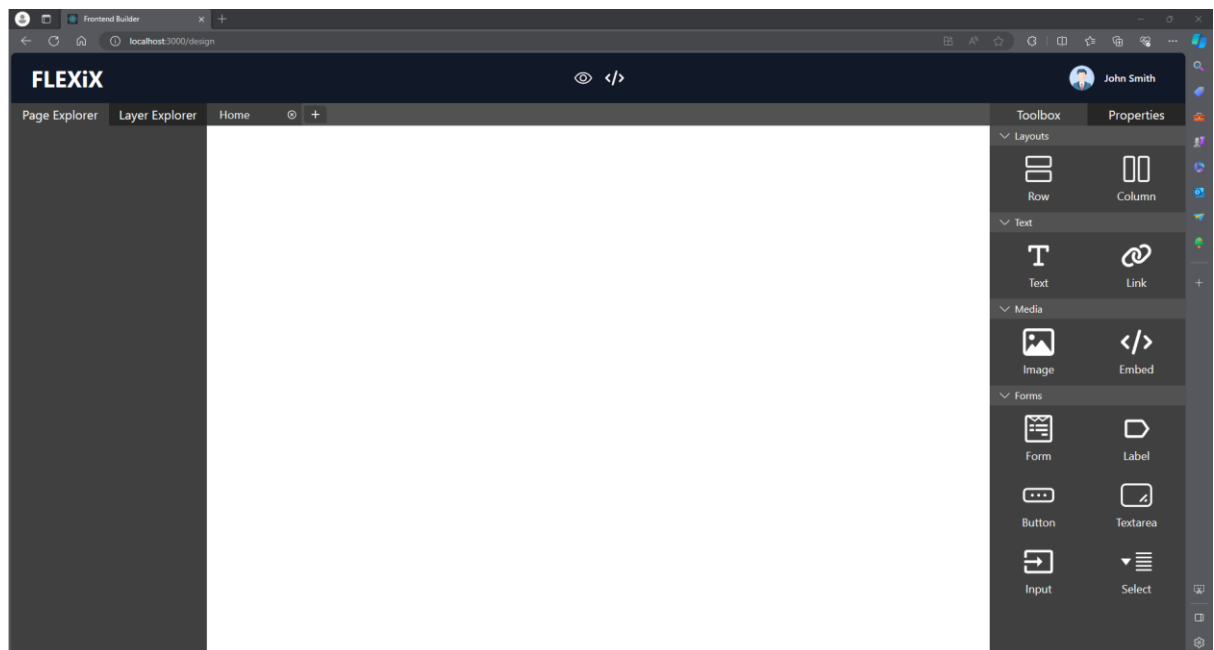 Frontend Builder
localhost:3000/design
FLEXiX
</>
John Smith
Page Explorer Layer Explorer Home
Toolbox Properties
Layouts
Row Column
Text
Text Link
Media
</>
Image Embed
Forms
Form Label
Button Textarea
Input Select